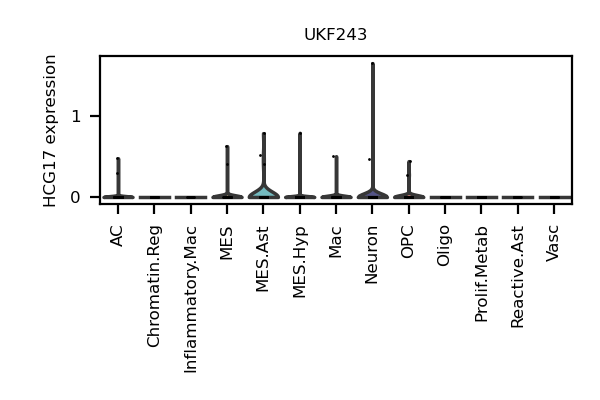 UKF243
HCG17 expression
1
0
AC
Chromatin.Reg
Inflammatory.Mac
MES
MES.Ast
MES.Hyp
Mac
Neuron
OPC
Oligo
Prolif.Metab
Reactive.Ast
Vasc